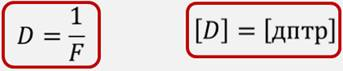 D = 1/F
[D] = [дптр]